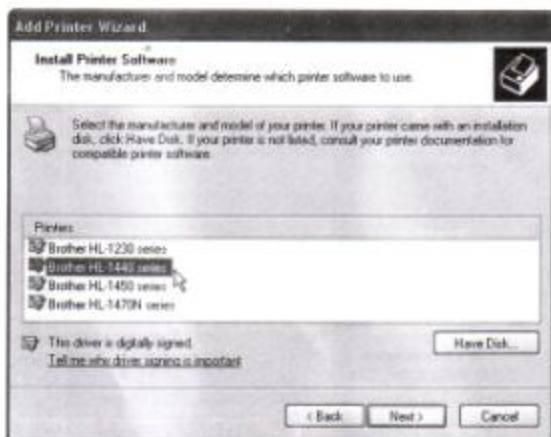 Add Printer Wizard
Install Printer Software
The manufacturer and model determine which printer software to use.
Select the manufacturer and model of your printer. If your printer came with an installation
disk, click Have Disk. If your printer is not listed, consult your printer documentation for
compatible printer software.
Printers
Brother HL-1230 series
Brother HL-1440 series
Brother HL-1450 series
Brother HL-1470N series
This driver is digitally signed.
Have Disk...
Tell me why driver signing is important
< Back
Next >
Cancel